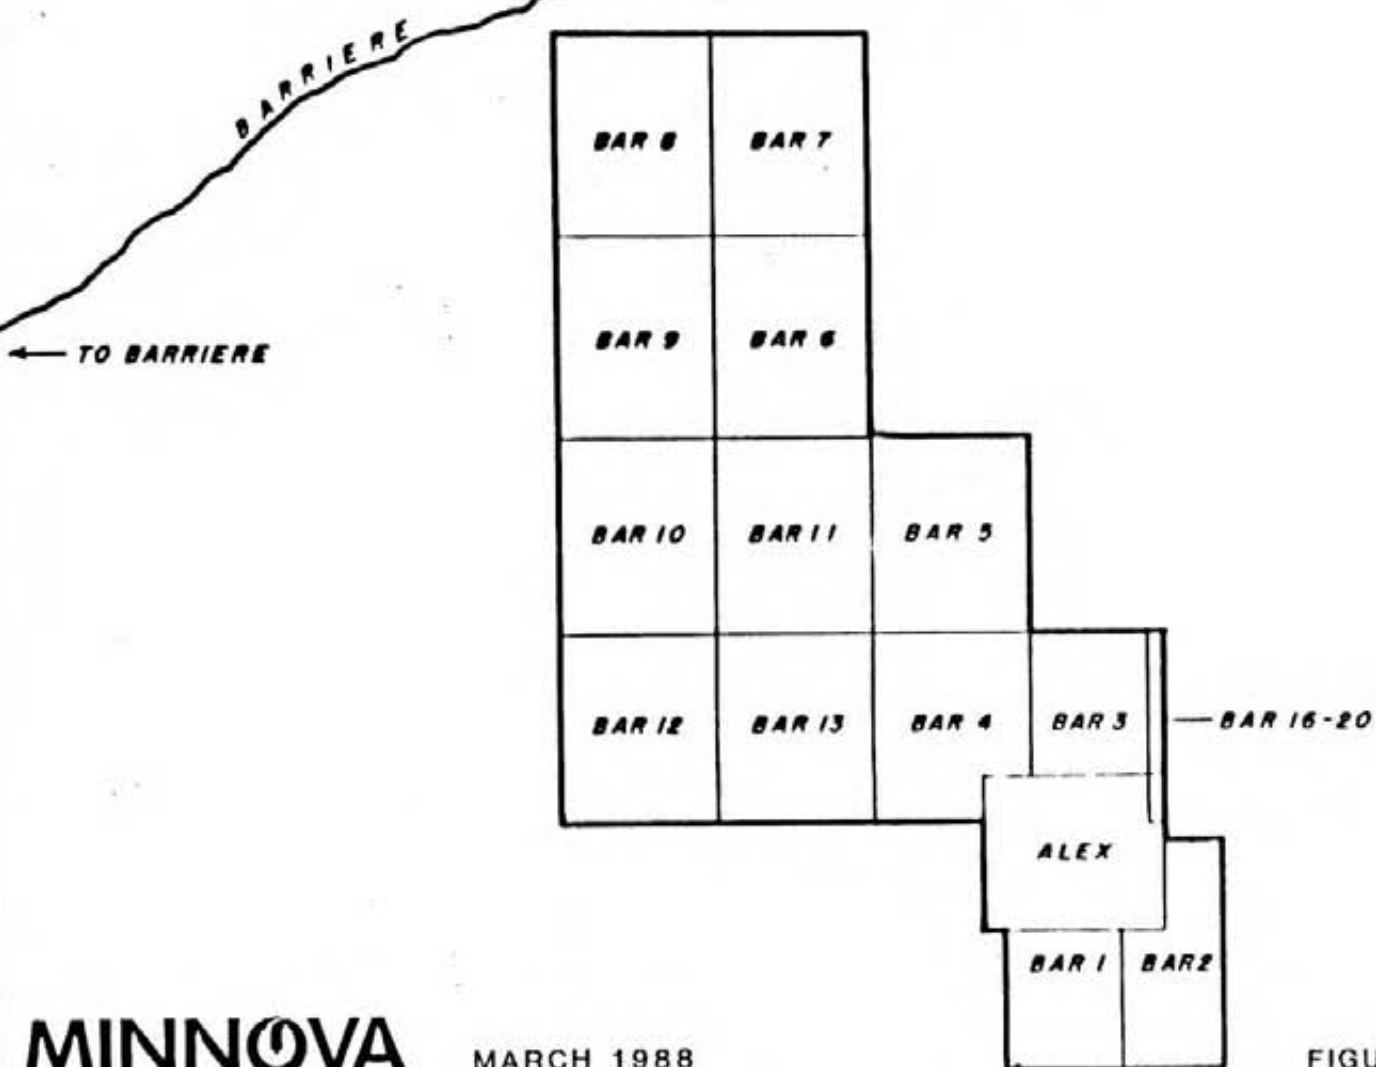 BARRIERE
BAR 8 BAR 7
BAR 9 BAR 6
← TO BARRIERE
BAR 10 BAR 11 BAR 5
BAR 12 BAR 13 BAR 4 BAR 3 BAR 16-20
ALEX
BAR 1 BAR2
MINNOVA MARCH 1988 FIGU